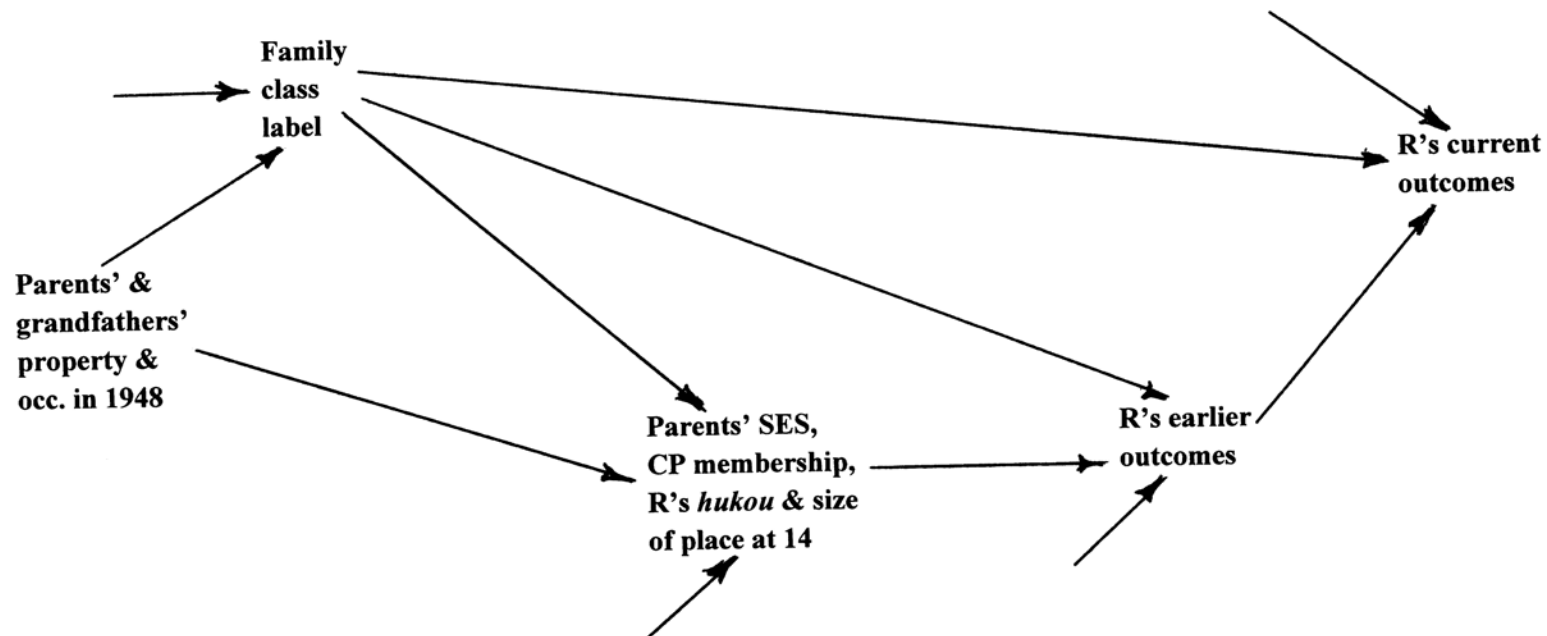 Family
class
label
R's current
outcomes
Parents' &
grandfathers'
property &
occ. in 1948
Parents' SES,
CP membership,
R's hukou & size
of place at 14
R's earlier
outcomes